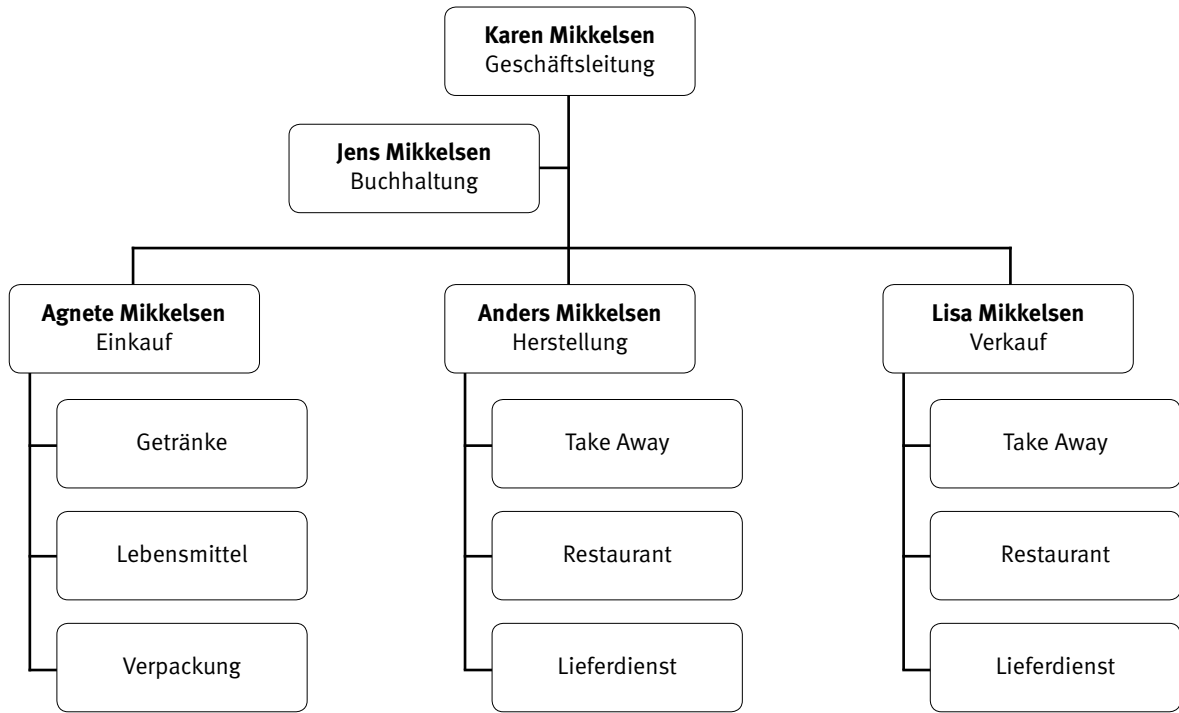 Karen Mikkelsen
Geschäftsleitung
Jens Mikkelsen
Buchhaltung
Agnete Mikkelsen
Einkauf
Getränke
Lebensmittel
Verpackung
Anders Mikkelsen
Herstellung
Take Away
Restaurant
Lieferdienst
Lisa Mikkelsen
Verkauf
Take Away
Restaurant
Lieferdienst